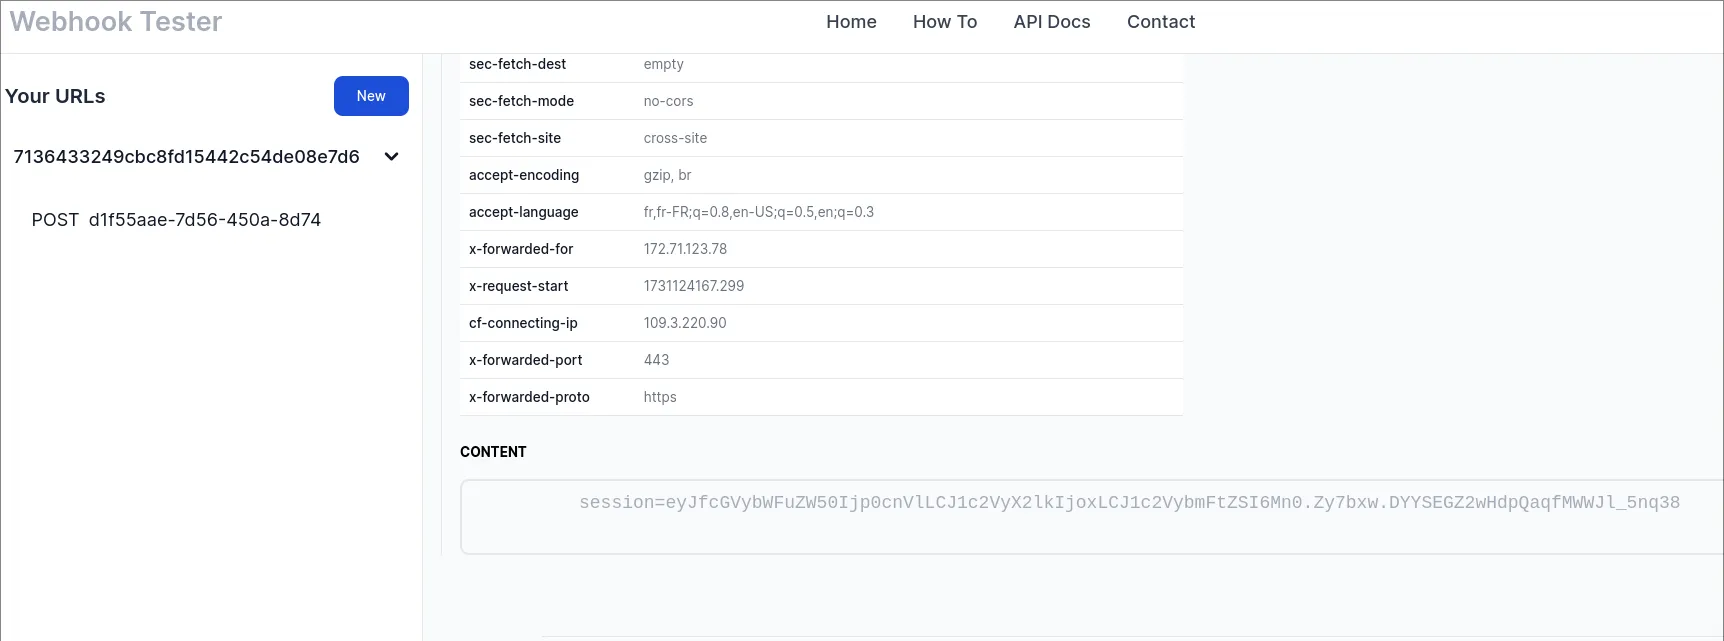 Webhook Tester
Home How To API Docs Contact
Your URLs
New
7136433249cbc8fd15442c54de08e7d6
POST d1f55aae-7d56-450a-8d74
sec-fetch-dest empty
sec-fetch-mode no-cors
sec-fetch-site cross-site
accept-encoding gzip, br
accept-language fr,fr-FR;q=0.8,en-US;q=0.5,en;q=0.3
x-forwarded-for 172.71.123.78
x-request-start 1731124167.299
cf-connecting-ip 109.3.220.90
x-forwarded-port 443
x-forwarded-proto https
CONTENT
session=eyJfcGVybWFuZW50Ijp0cnVlLCJ1c2VyX2lkIjoxLCJ1c2VybmFtZSI6Mn0.Zy7bxw.DYYSEGZ2wHdpQaqfMWWJl_5nq38